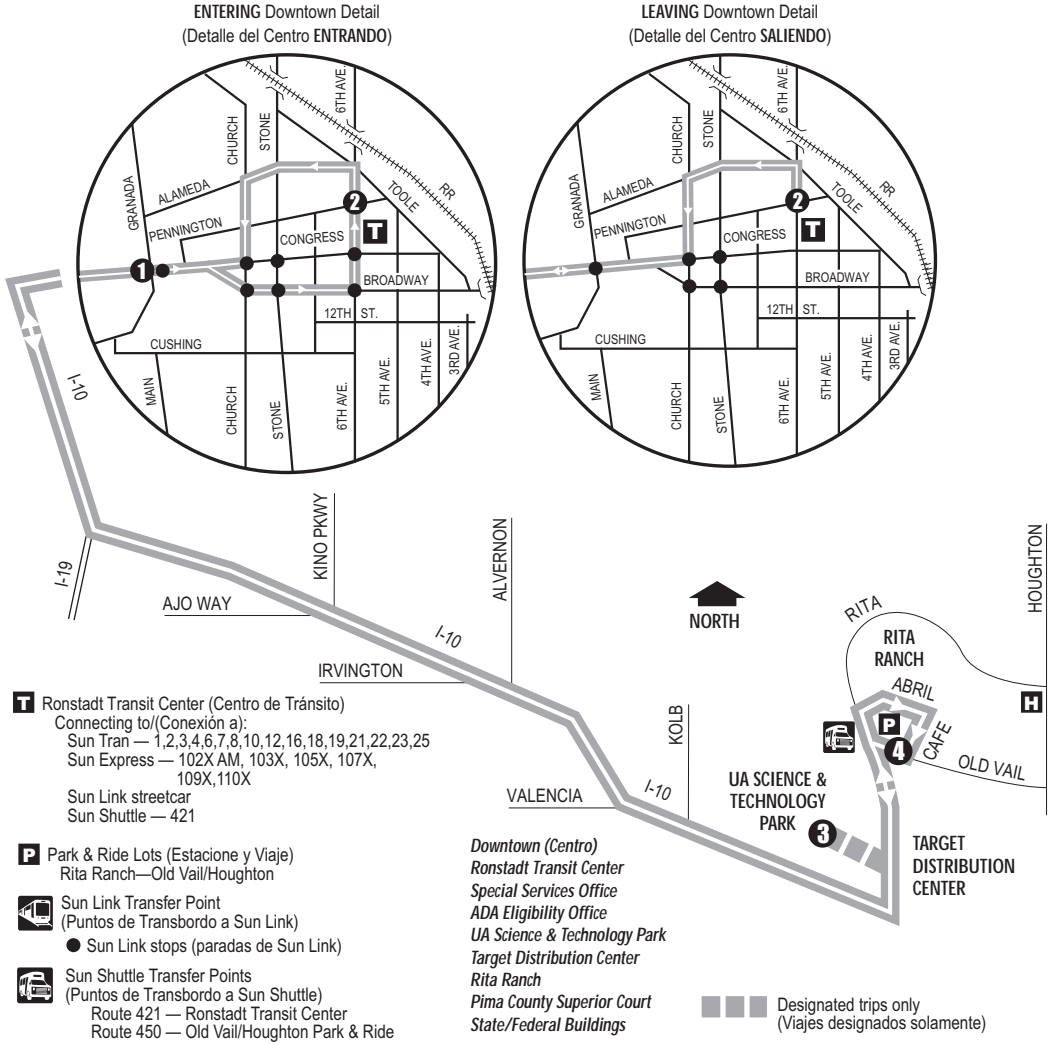 ENTERING Downtown Detail
(Detalle del Centro ENTRANDO)
6TH AVE.
CHURCH
STONE
GRANADA
ALAMEDA
PENNINGTON
TOOLE
RR
2
T
CONGRESS
1
BROADWAY
12TH ST.
CUSHING
MAIN
CHURCH
STONE
6TH AVE.
5TH AVE.
4TH AVE.
3RD AVE.
LEAVING Downtown Detail
(Detalle del Centro SALIENDO)
6TH AVE.
CHURCH
STONE
GRANADA
ALAMEDA
PENNINGTON
TOOLE
RR
2
T
CONGRESS
BROADWAY
12TH ST.
CUSHING
MAIN
CHURCH
STONE
6TH AVE.
5TH AVE.
4TH AVE.
3RD AVE.
I-10
I-19
KINO PKWY
AJO WAY
ALVERNON
I-10
IRVINGTON
NORTH
HOUGHTON
RITA
RITA
RANCH
ABRIL
H
P
4
CAFE
OLD VAIL
KOLB
I-10
VALENCIA
UA SCIENCE &
TECHNOLOGY
PARK
3
TARGET
DISTRIBUTION
CENTER
T Ronstadt Transit Center (Centro de Tránsito)
Connecting to/(Conexión a):
Sun Tran — 1,2,3,4,6,7,8,10,12,16,18,19,21,22,23,25
Sun Express — 102X AM, 103X, 105X, 107X,
109X,110X
Sun Link streetcar
Sun Shuttle — 421
P Park & Ride Lots (Estacione y Viaje)
Rita Ranch—Old Vail/Houghton
Sun Link Transfer Point
(Puntos de Transbordo a Sun Link)
Sun Link stops (paradas de Sun Link)
Sun Shuttle Transfer Points
(Puntos de Transbordo a Sun Shuttle)
Route 421 — Ronstadt Transit Center
Route 450 — Old Vail/Houghton Park & Ride
Downtown (Centro)
Ronstadt Transit Center
Special Services Office
ADA Eligibility Office
UA Science & Technology Park
Target Distribution Center
Rita Ranch
Pima County Superior Court
State/Federal Buildings
Designated trips only
(Viajes designados solamente)